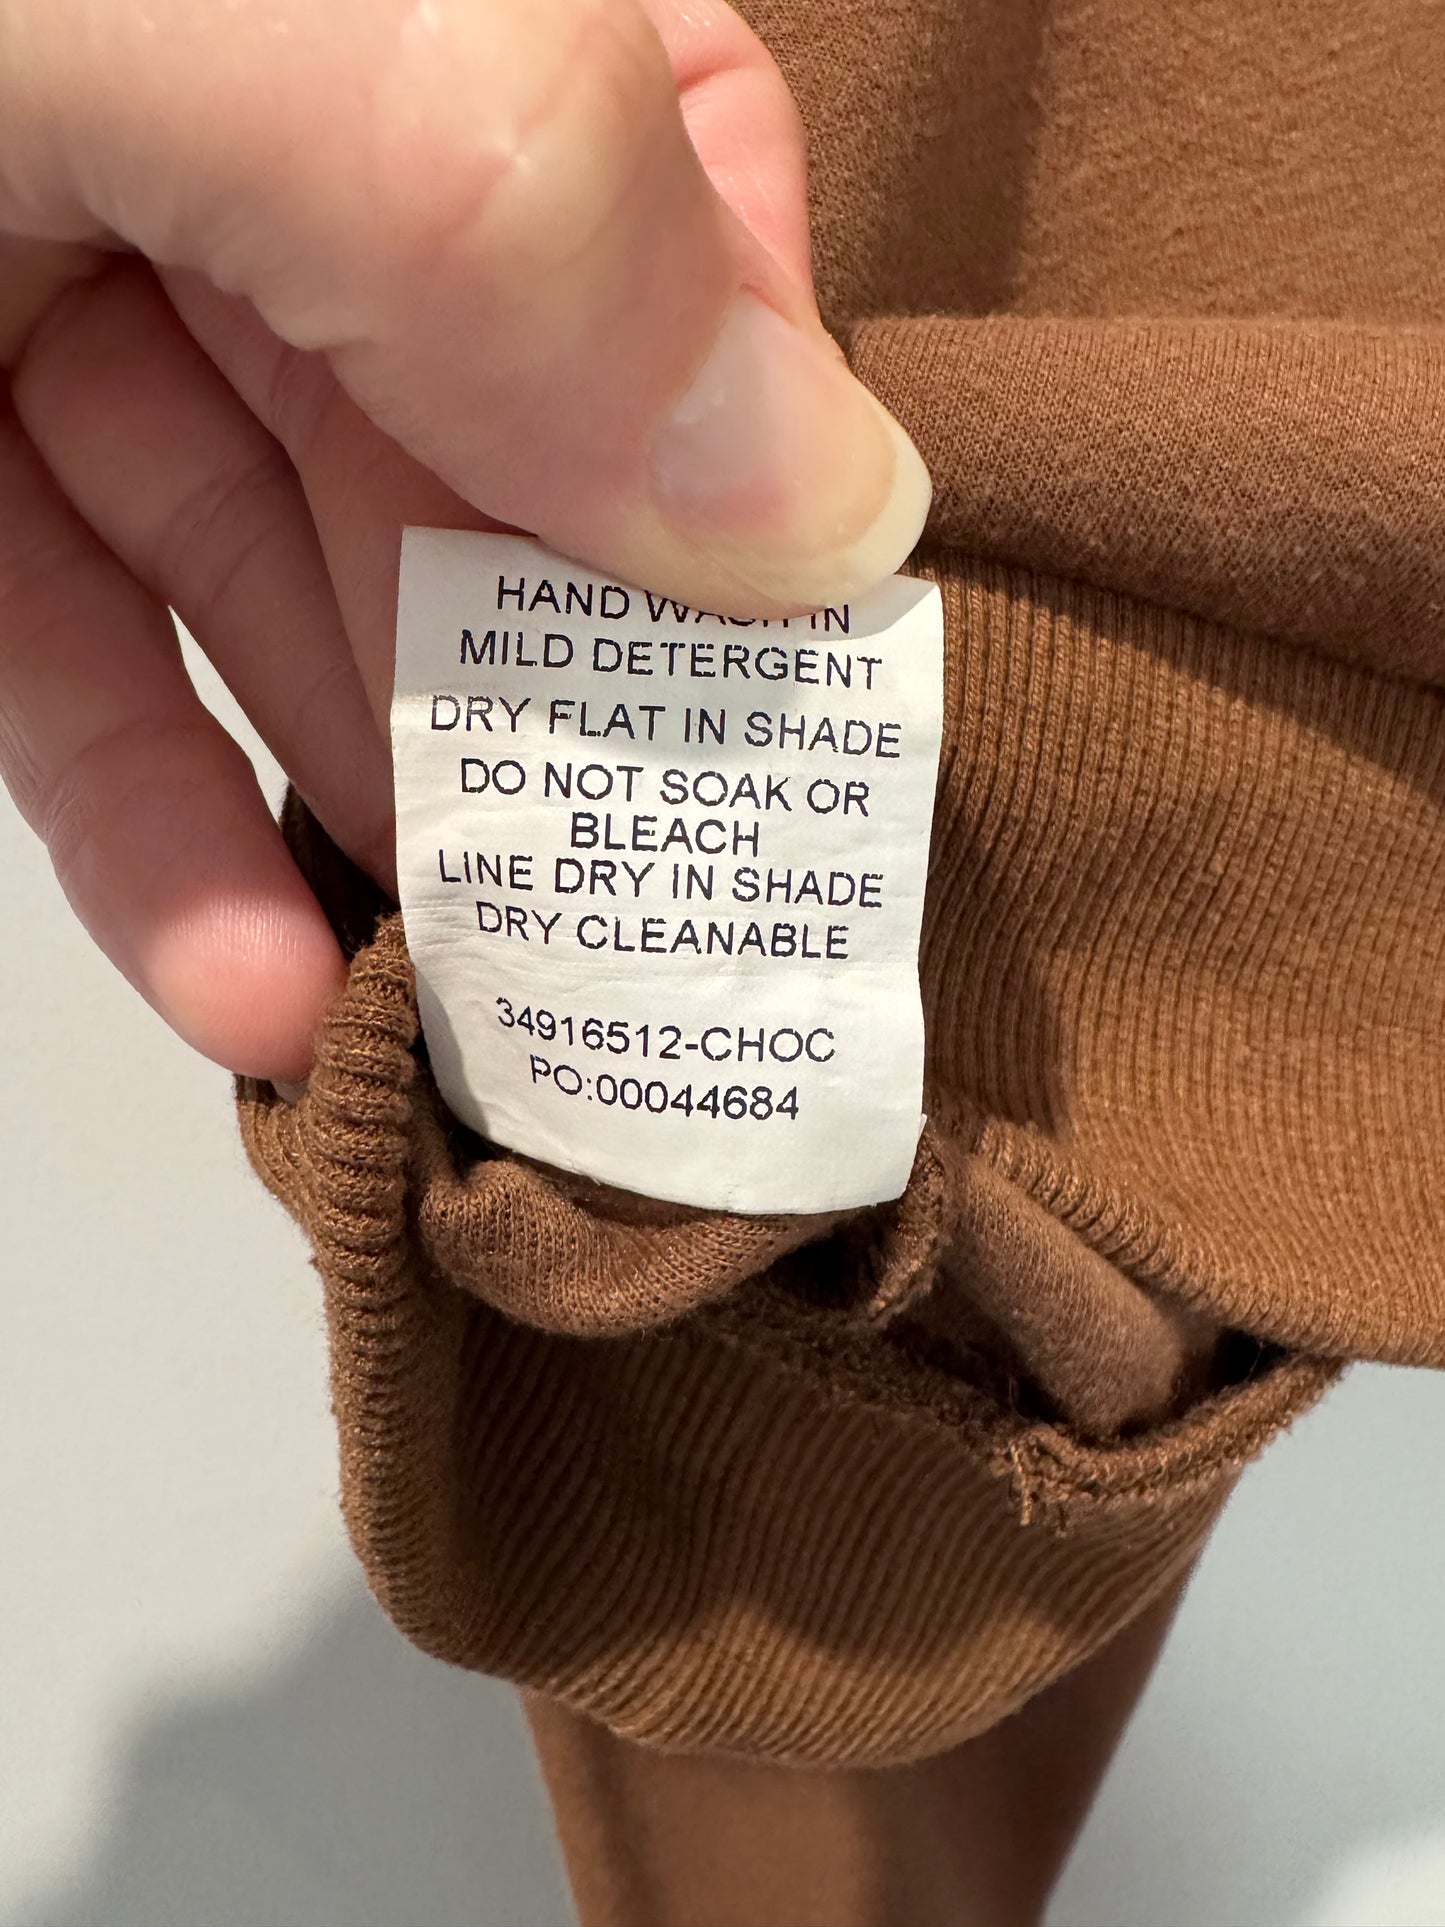 HAND WASH IN
MILD DETERGENT
DRY FLAT IN SHADE
DO NOT SOAK OR
BLEACH
LINE DRY IN SHADE
DRY CLEANABLE
34916512-CHOC
PO:00044684